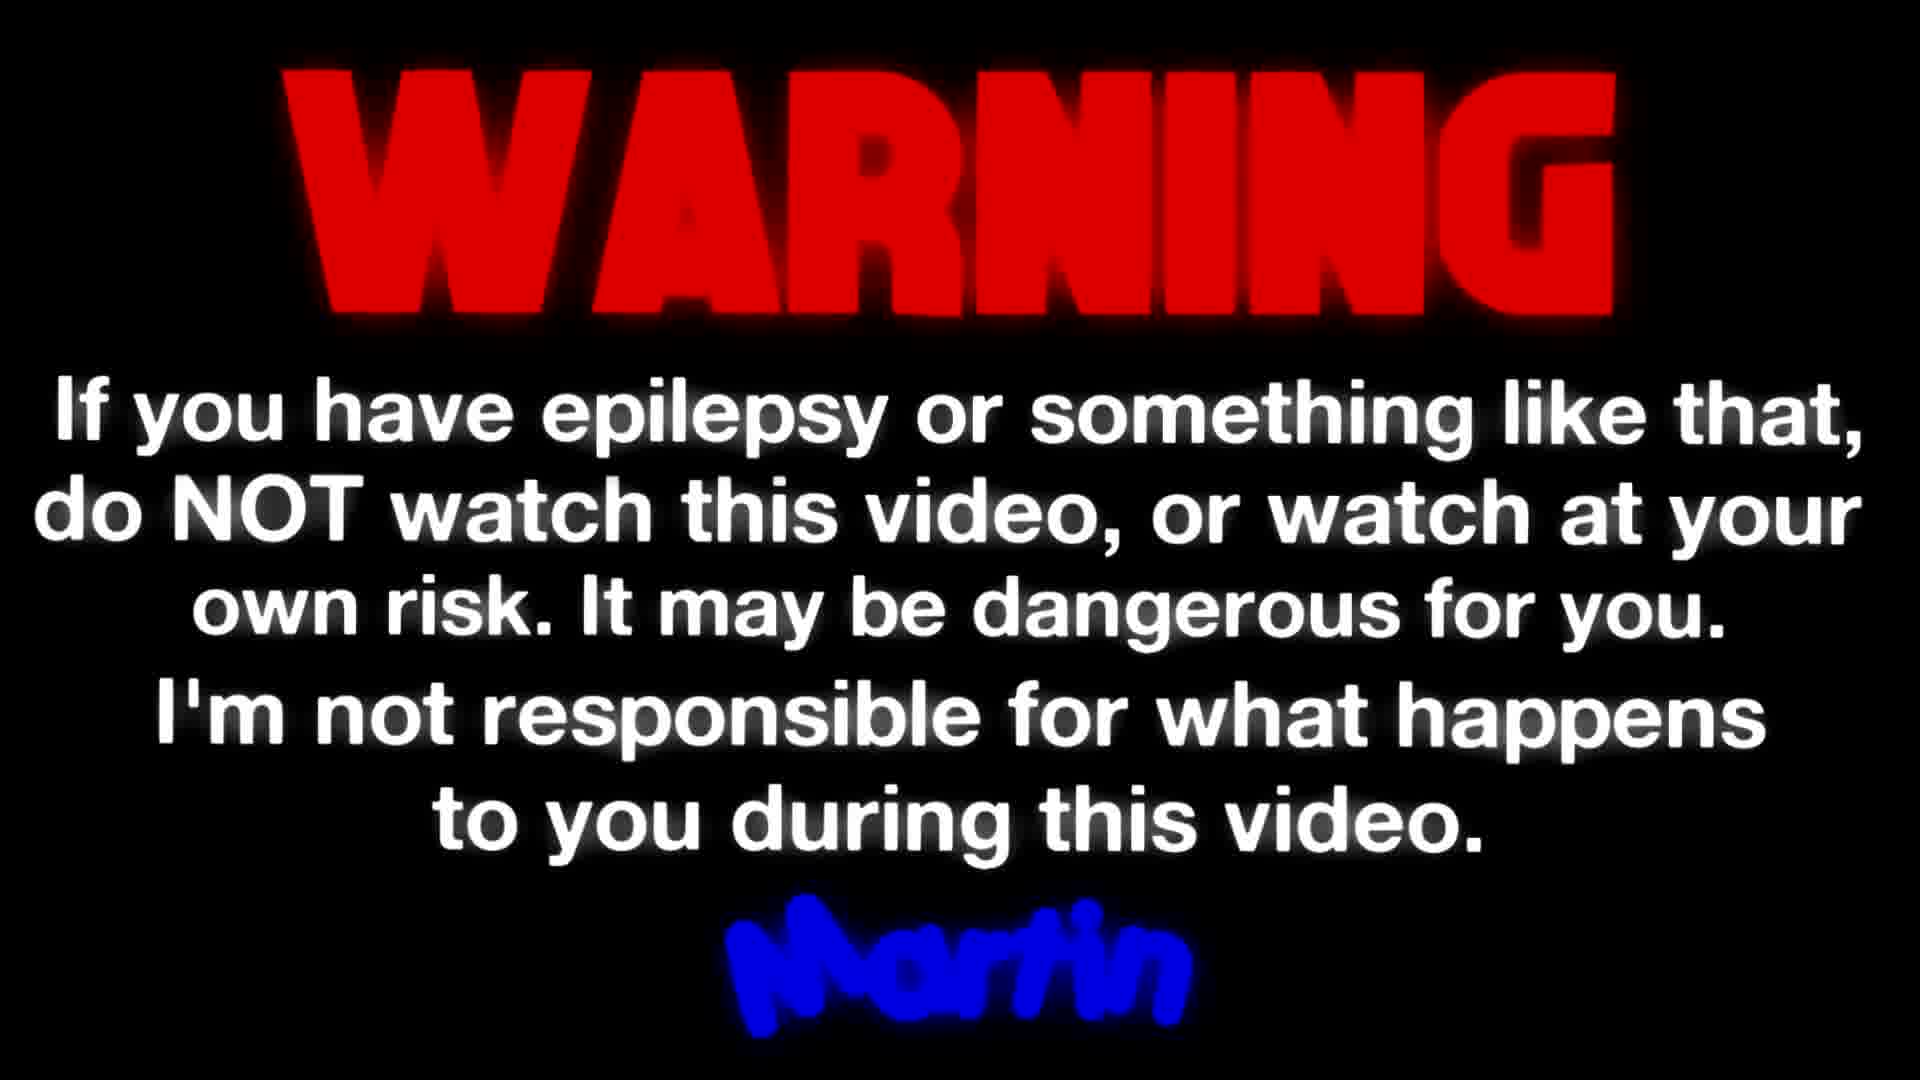 WARNING
If you have epilepsy or something like that,
do NOT watch this video, or watch at your
own risk. It may be dangerous for you.
I'm not responsible for what happens
to you during this video.
Martin